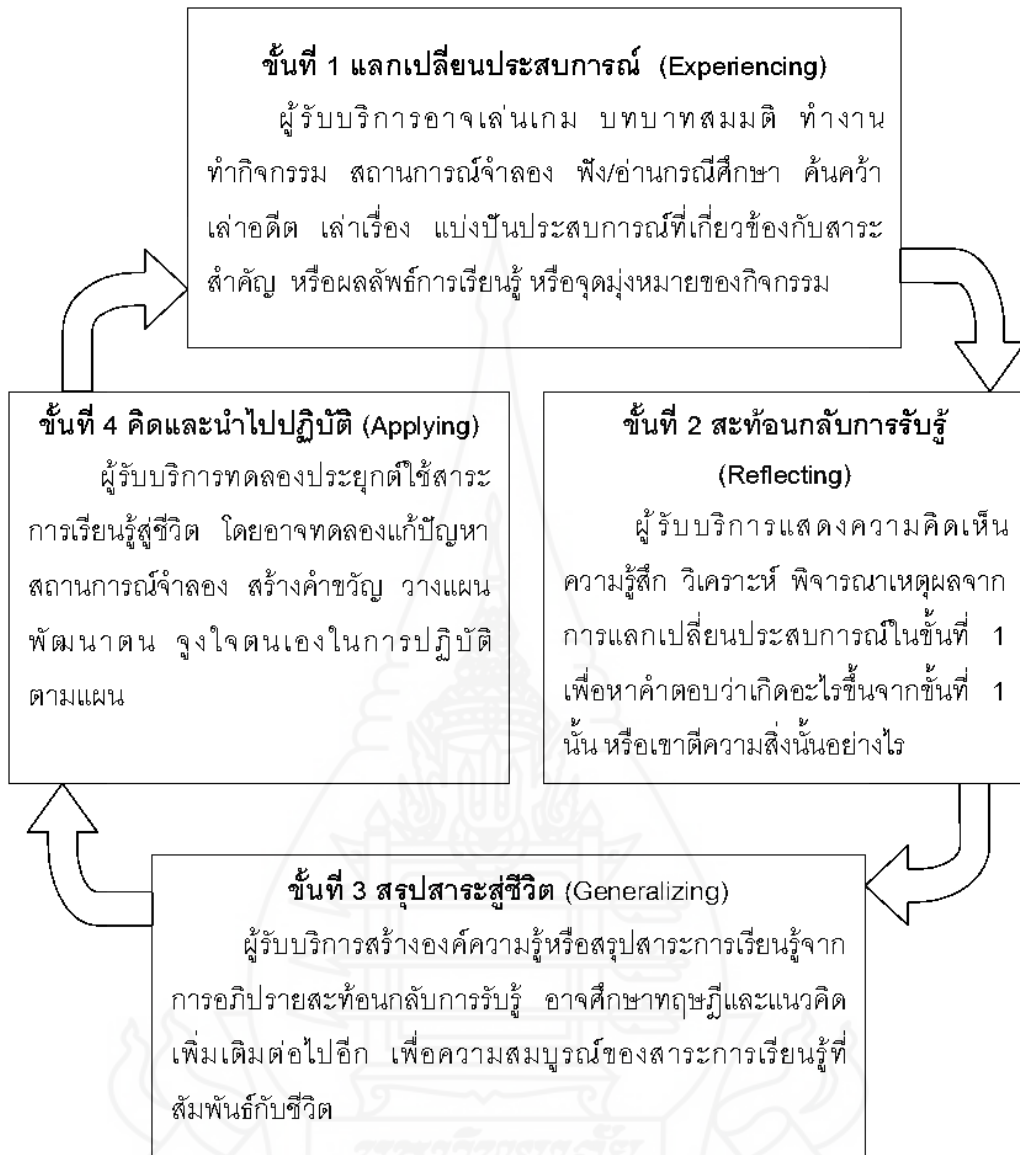 ขั้นที่ 1 แลกเปลี่ยนประสบการณ์ (Experiencing)
ผู้รับบริการอาจเล่นเกม บทบาทสมมติ ทำงาน
ทำกิจกรรม สถานการณ์จำลอง ฟัง/อ่านกรณีศึกษา ค้นคว้า
เล่าอดีต เล่าเรื่อง แบ่งปันประสบการณ์ที่เกี่ยวข้องกับสาระ
สำคัญ หรือผลลัพธ์การเรียนรู้ หรือจุดมุ่งหมายของกิจกรรม
ขั้นที่ 2 สะท้อนกลับการรับรู้
(Reflecting)
ผู้รับบริการแสดงความคิดเห็น
ความรู้สึก วิเคราะห์ พิจารณาเหตุผลจาก
การแลกเปลี่ยนประสบการณ์ในขั้นที่ 1
เพื่อหาคำตอบว่าเกิดอะไรขึ้นจากขั้นที่ 1
นั้น หรือเขาตีความสิ่งนั้นอย่างไร
ขั้นที่ 3 สรุปสาระสู่ชีวิต (Generalizing)
ผู้รับบริการสร้างองค์ความรู้หรือสรุปสาระการเรียนรู้จาก
การอภิปรายสะท้อนกลับการรับรู้ อาจศึกษาทฤษฎีและแนวคิด
เพิ่มเติมต่อไปอีก เพื่อความสมบูรณ์ของสาระการเรียนรู้ที่
สัมพันธ์กับชีวิต
ขั้นที่ 4 คิดและนำไปปฏิบัติ (Applying)
ผู้รับบริการทดลองประยุกต์ใช้สาระ
การเรียนรู้สู่ชีวิต โดยอาจทดลองแก้ปัญหา
สถานการณ์จำลอง สร้างคำขวัญ วางแผน
พัฒนาตน จูงใจตนเองในการปฏิบัติ
ตามแผน